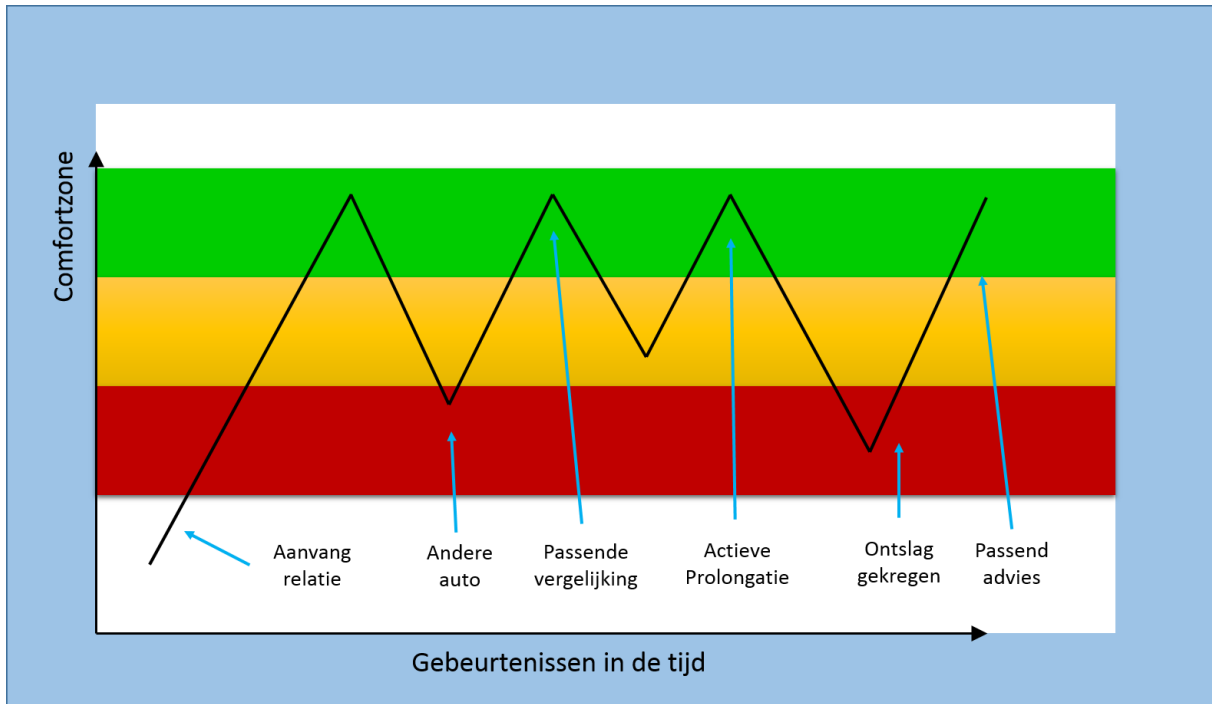 Comfortzone
Aanvang
relatie
Andere
auto
Passende
vergelijking
Actieve
Prolongatie
Ontslag
gekregen
Passend
advies
Gebeurtenissen in de tijd